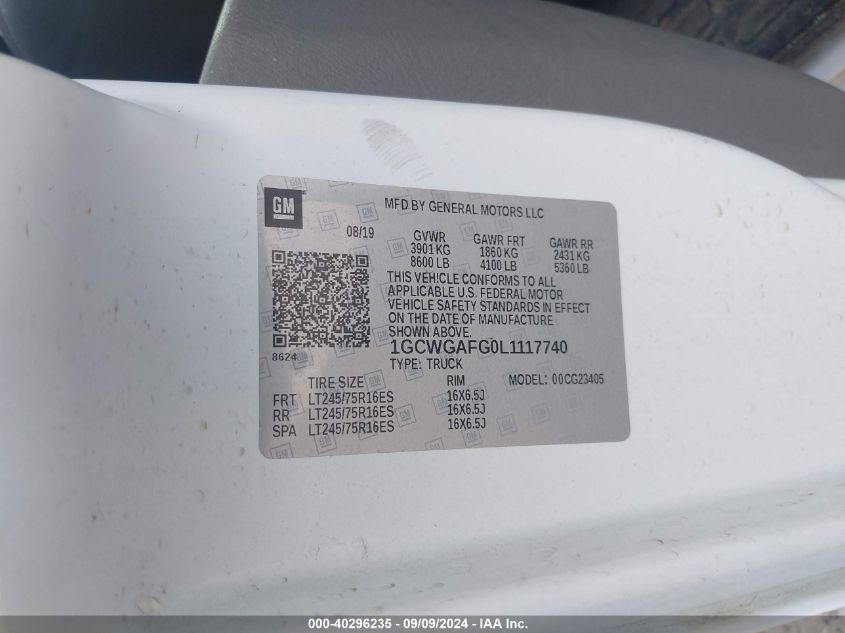 GM
MFD BY GENERAL MOTORS LLC
08/19
GVWR GAWR FRT GAWR RR
3901 KG 1860 KG 2431 KG
8600 LB 4100 LB 5360 LB
THIS VEHICLE CONFORMS TO ALL
APPLICABLE U.S. FEDERAL MOTOR
VEHICLE SAFETY STANDARDS IN EFFECT
ON THE DATE OF MANUFACTURE
SHOWN ABOVE.
8624
1GCWGAFG0L1117740
TYPE: TRUCK
TIRE SIZE RIM MODEL: 00CG23405
FRT LT245/75R16ES 16X6.5J
RR LT245/75R16ES 16X6.5J
SPA LT245/75R16ES 16X6.5J
000-40296235 - 09/09/2024 - IAA Inc.